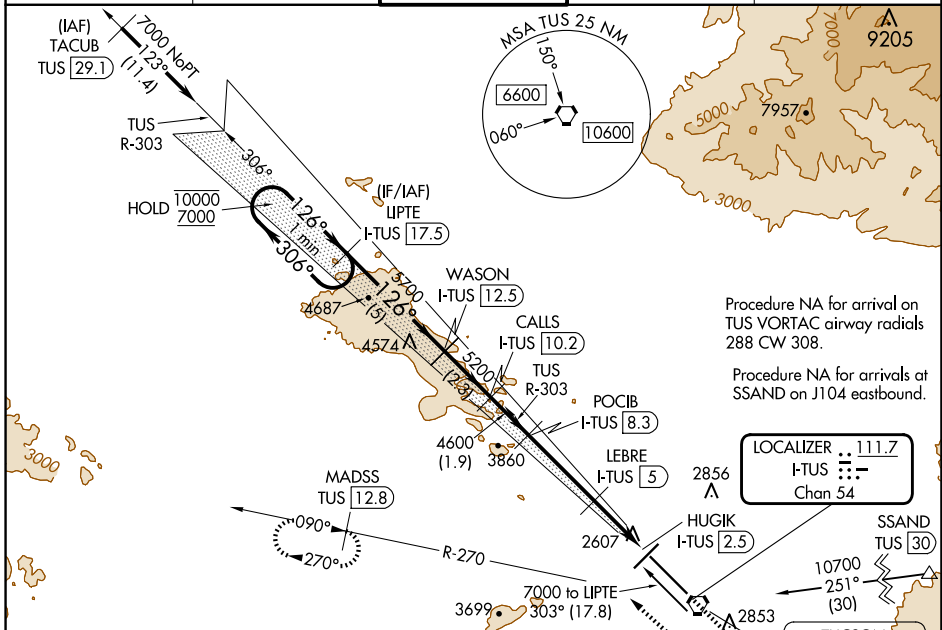 (IAF)
TACUB
TUS 29.1
7000 NoPT
123°
(11.4)
TUS
R-303
306°
HOLD 10000
7000
126°
1 min
306°
(IF/IAF)
LIPTE
I-TUS 17.5
MSA TUS 25 NM
150°
6600
060°
10600
9205
7000
7957
5000
3000
5700
126°
(5)
4687
4574
WASON
I-TUS 12.5
CALLS
I-TUS 10.2
TUS
R-303
5200
(2.3)
POCIB
I-TUS 8.3
4600
(1.9)
3860
LEBRE
I-TUS 5
2856
HUGIK
I-TUS 2.5
2607
Procedure NA for arrival on
TUS VORTAC airway radials
288 CW 308.
Procedure NA for arrivals at
SSAND on J104 eastbound.
LOCALIZER 111.7
I-TUS
Chan 54
SSAND
TUS 30
10700
251°
(30)
3000
MADSS
TUS 12.8
090°
270°
R-270
7000 to LIPTE
303° (17.8)
3699
2853